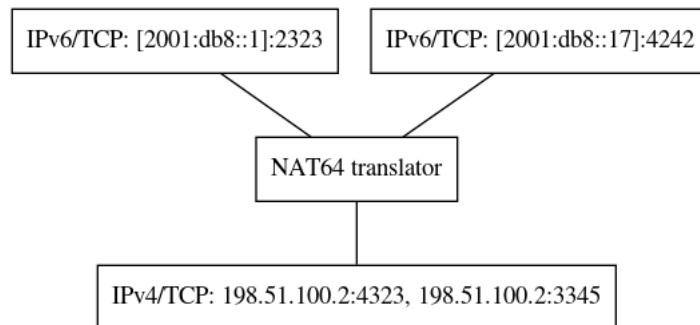 IPv6/TCP: [2001:db8::1]:2323
IPv6/TCP: [2001:db8::17]:4242
NAT64 translator
IPv4/TCP: 198.51.100.2:4323, 198.51.100.2:3345